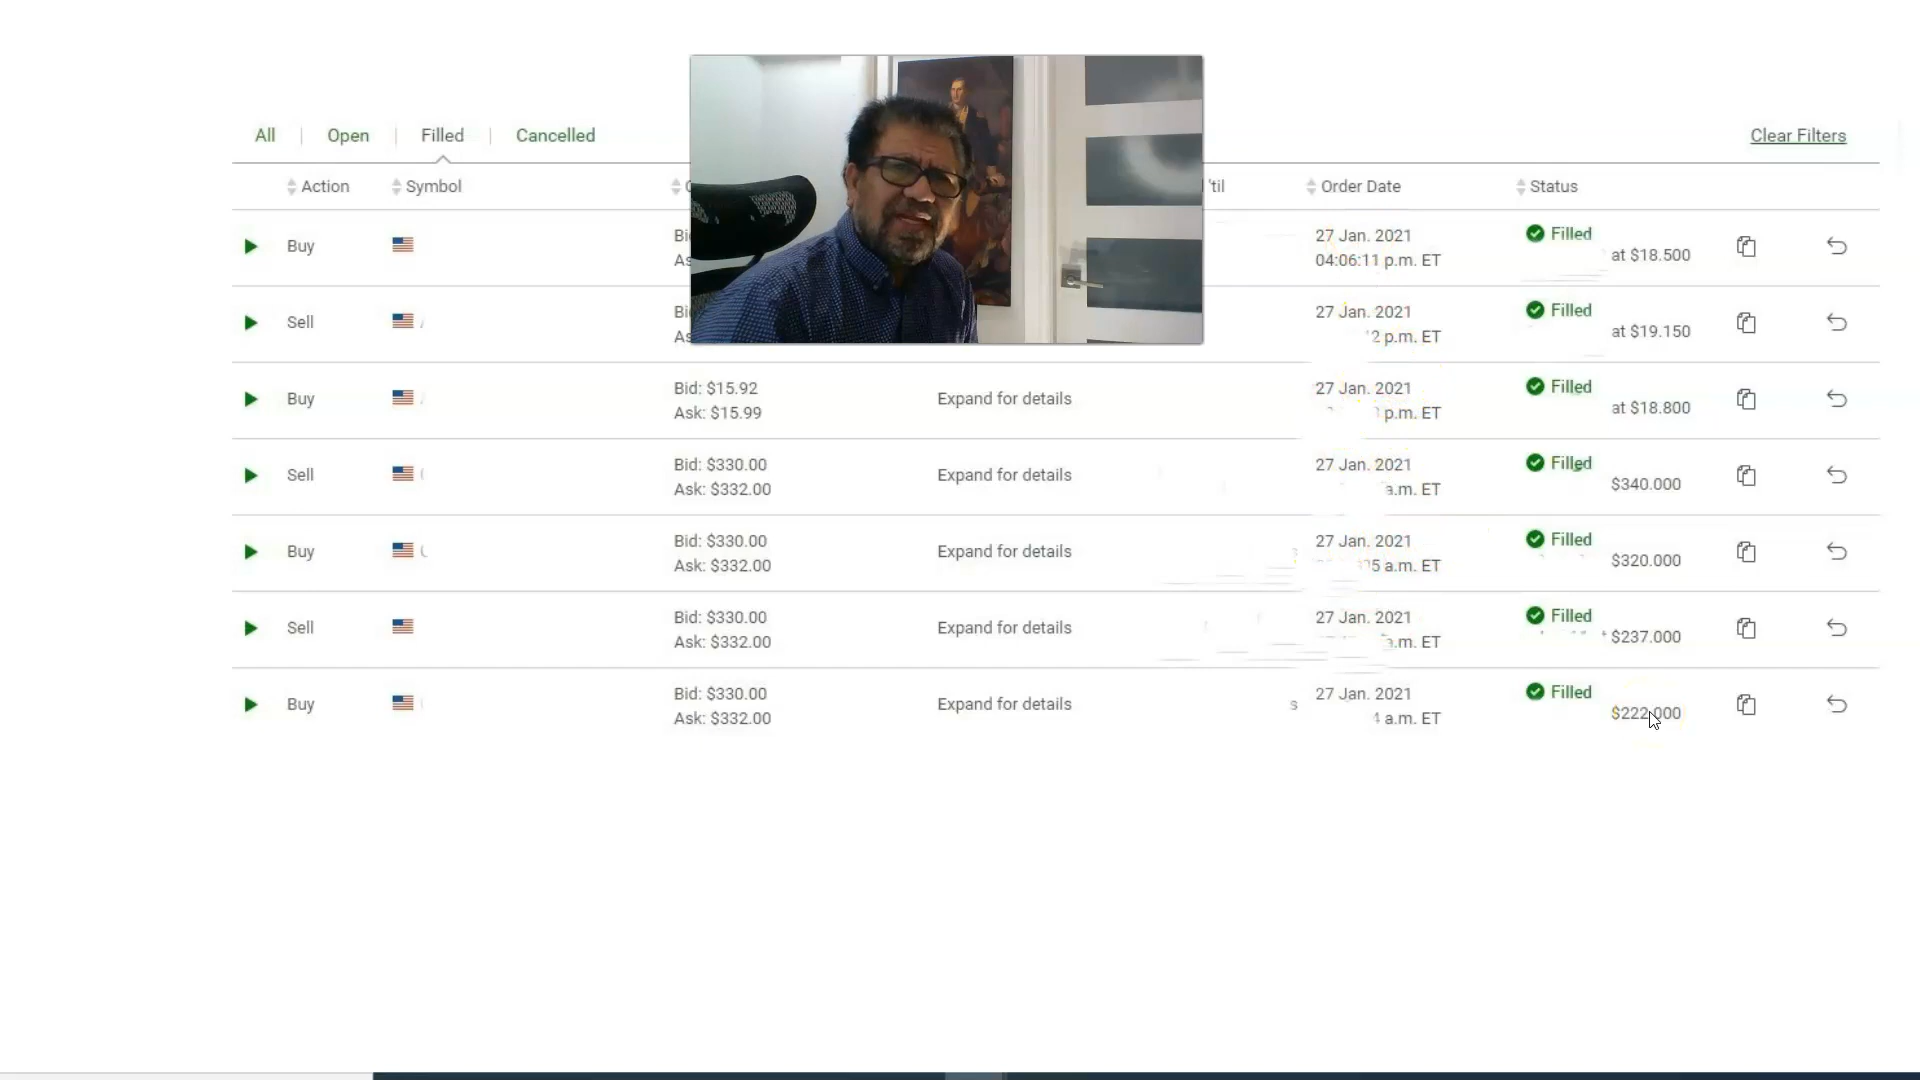 All | Open | Filled | Cancelled
Clear Filters
Action Symbol 'til Order Date Status
Buy 27 Jan. 2021 Filled
04:06:11 p.m. ET at $18.500
Sell 27 Jan. 2021 Filled
p.m. ET at $19.150
Buy Bid: $15.92 Expand for details 27 Jan. 2021 Filled
Ask: $15.99 p.m. ET at $18.800
Sell Bid: $330.00 Expand for details 27 Jan. 2021 Filled
Ask: $332.00 a.m. ET $340.000
Buy Bid: $330.00 Expand for details 27 Jan. 2021 Filled
Ask: $332.00 a.m. ET $320.000
Sell Bid: $330.00 Expand for details 27 Jan. 2021 Filled
Ask: $332.00 a.m. ET $237.000
Buy Bid: $330.00 Expand for details s 27 Jan. 2021 Filled
Ask: $332.00 4 a.m. ET $222.000